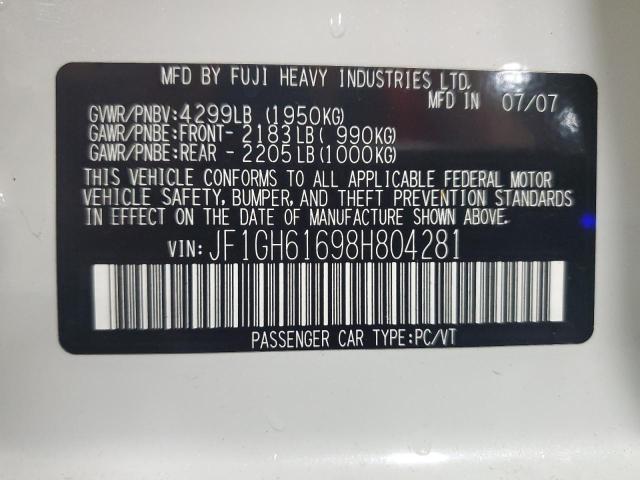 MFD BY FUJI HEAVY INDUSTRIES LTD.
MFD IN 07/07
GVWR/PNBV:4299LB (1950KG)
GAWR/PNBE:FRONT- 2183LB( 990KG)
GAWR/PNBE:REAR - 2205LB(1000KG)
THIS VEHICLE CONFORMS TO ALL APPLICABLE FEDERAL MOTOR
VEHICLE SAFETY, BUMPER, AND THEFT PREVENTION STANDARDS
IN EFFECT ON THE DATE OF MANUFACTURE SHOWN ABOVE.
VIN: JF1GH61698H804281
PASSENGER CAR TYPE:PC/VT